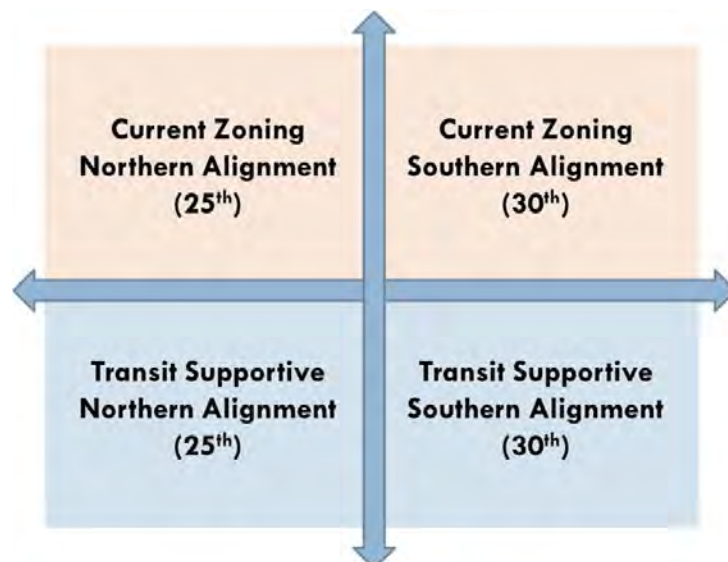 Current Zoning
Northern Alignment
(25th)
Current Zoning
Southern Alignment
(30th)
Transit Supportive
Northern Alignment
(25th)
Transit Supportive
Southern Alignment
(30th)